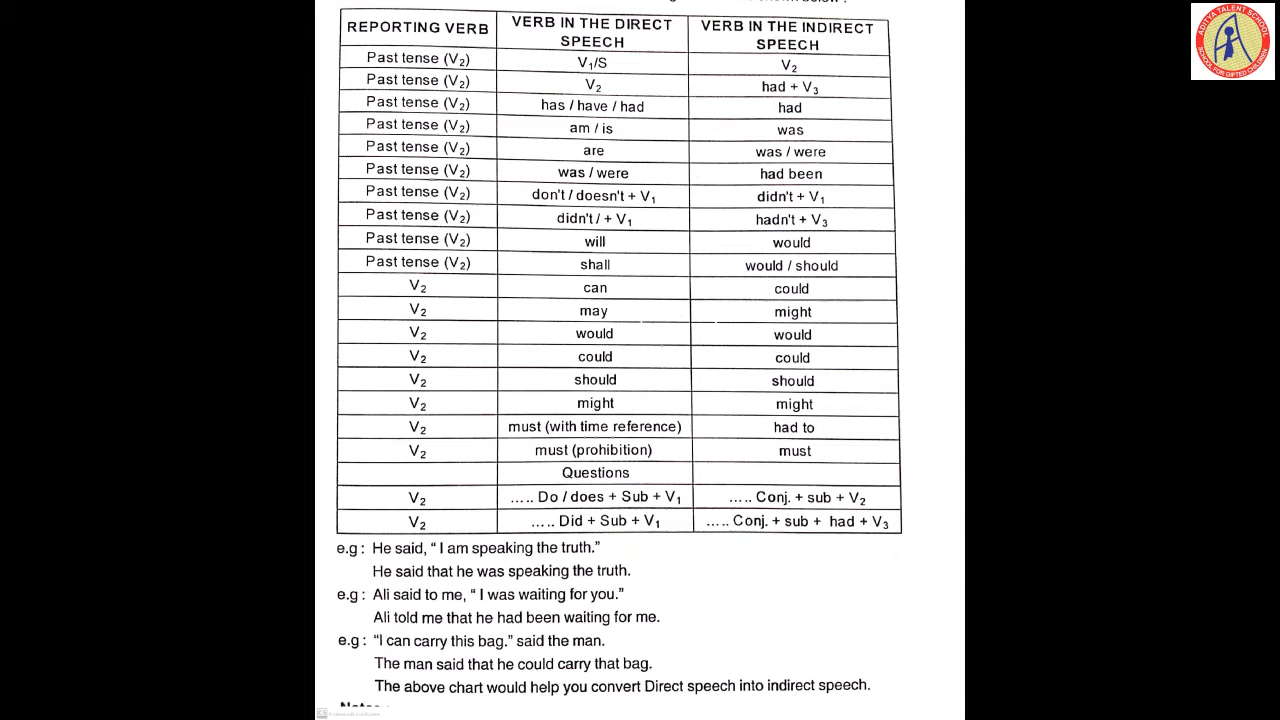 ADITYA TALENT SCHOOL
SCHOOL FOR GIFTED CHILDREN
REPORTING VERB | VERB IN THE DIRECT SPEECH | VERB IN THE INDIRECT SPEECH
Past tense (V₂) | V₁/S | V₂
Past tense (V₂) | V₂ | had + V₃
Past tense (V₂) | has / have / had | had
Past tense (V₂) | am / is | was
Past tense (V₂) | are | was / were
Past tense (V₂) | was / were | had been
Past tense (V₂) | don't / doesn't + V₁ | didn't + V₁
Past tense (V₂) | didn't / + V₁ | hadn't + V₃
Past tense (V₂) | will | would
Past tense (V₂) | shall | would / should
V₂ | can | could
V₂ | may | might
V₂ | would | would
V₂ | could | could
V₂ | should | should
V₂ | might | might
V₂ | must (with time reference) | had to
V₂ | must (prohibition) | must
Questions
V₂ | ..... Do / does + Sub + V₁ | ..... Conj. + sub + V₂
V₂ | ..... Did + Sub + V₁ | ..... Conj. + sub + had + V₃
e.g : He said, “ I am speaking the truth.”
He said that he was speaking the truth.
e.g : Ali said to me, “ I was waiting for you.”
Ali told me that he had been waiting for me.
e.g : “I can carry this bag.” said the man.
The man said that he could carry that bag.
The above chart would help you convert Direct speech into indirect speech.
CS